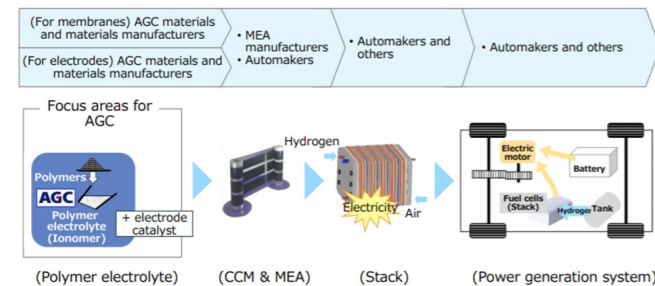 (For membranes) AGC materials
and materials manufacturers
(For electrodes) AGC materials and
materials manufacturers
• MEA
manufacturers
• Automakers
• Automakers and
others
• Automakers and others
Focus areas for
AGC
Polymers
AGC
Polymer
electrolyte
(Ionomer)
+ electrode
catalyst
Hydrogen
Electricity
Air
Electric
motor
Battery
Fuel cells
(Stack)
Hydrogen
Tank
(Polymer electrolyte)
(CCM & MEA)
(Stack)
(Power generation system)